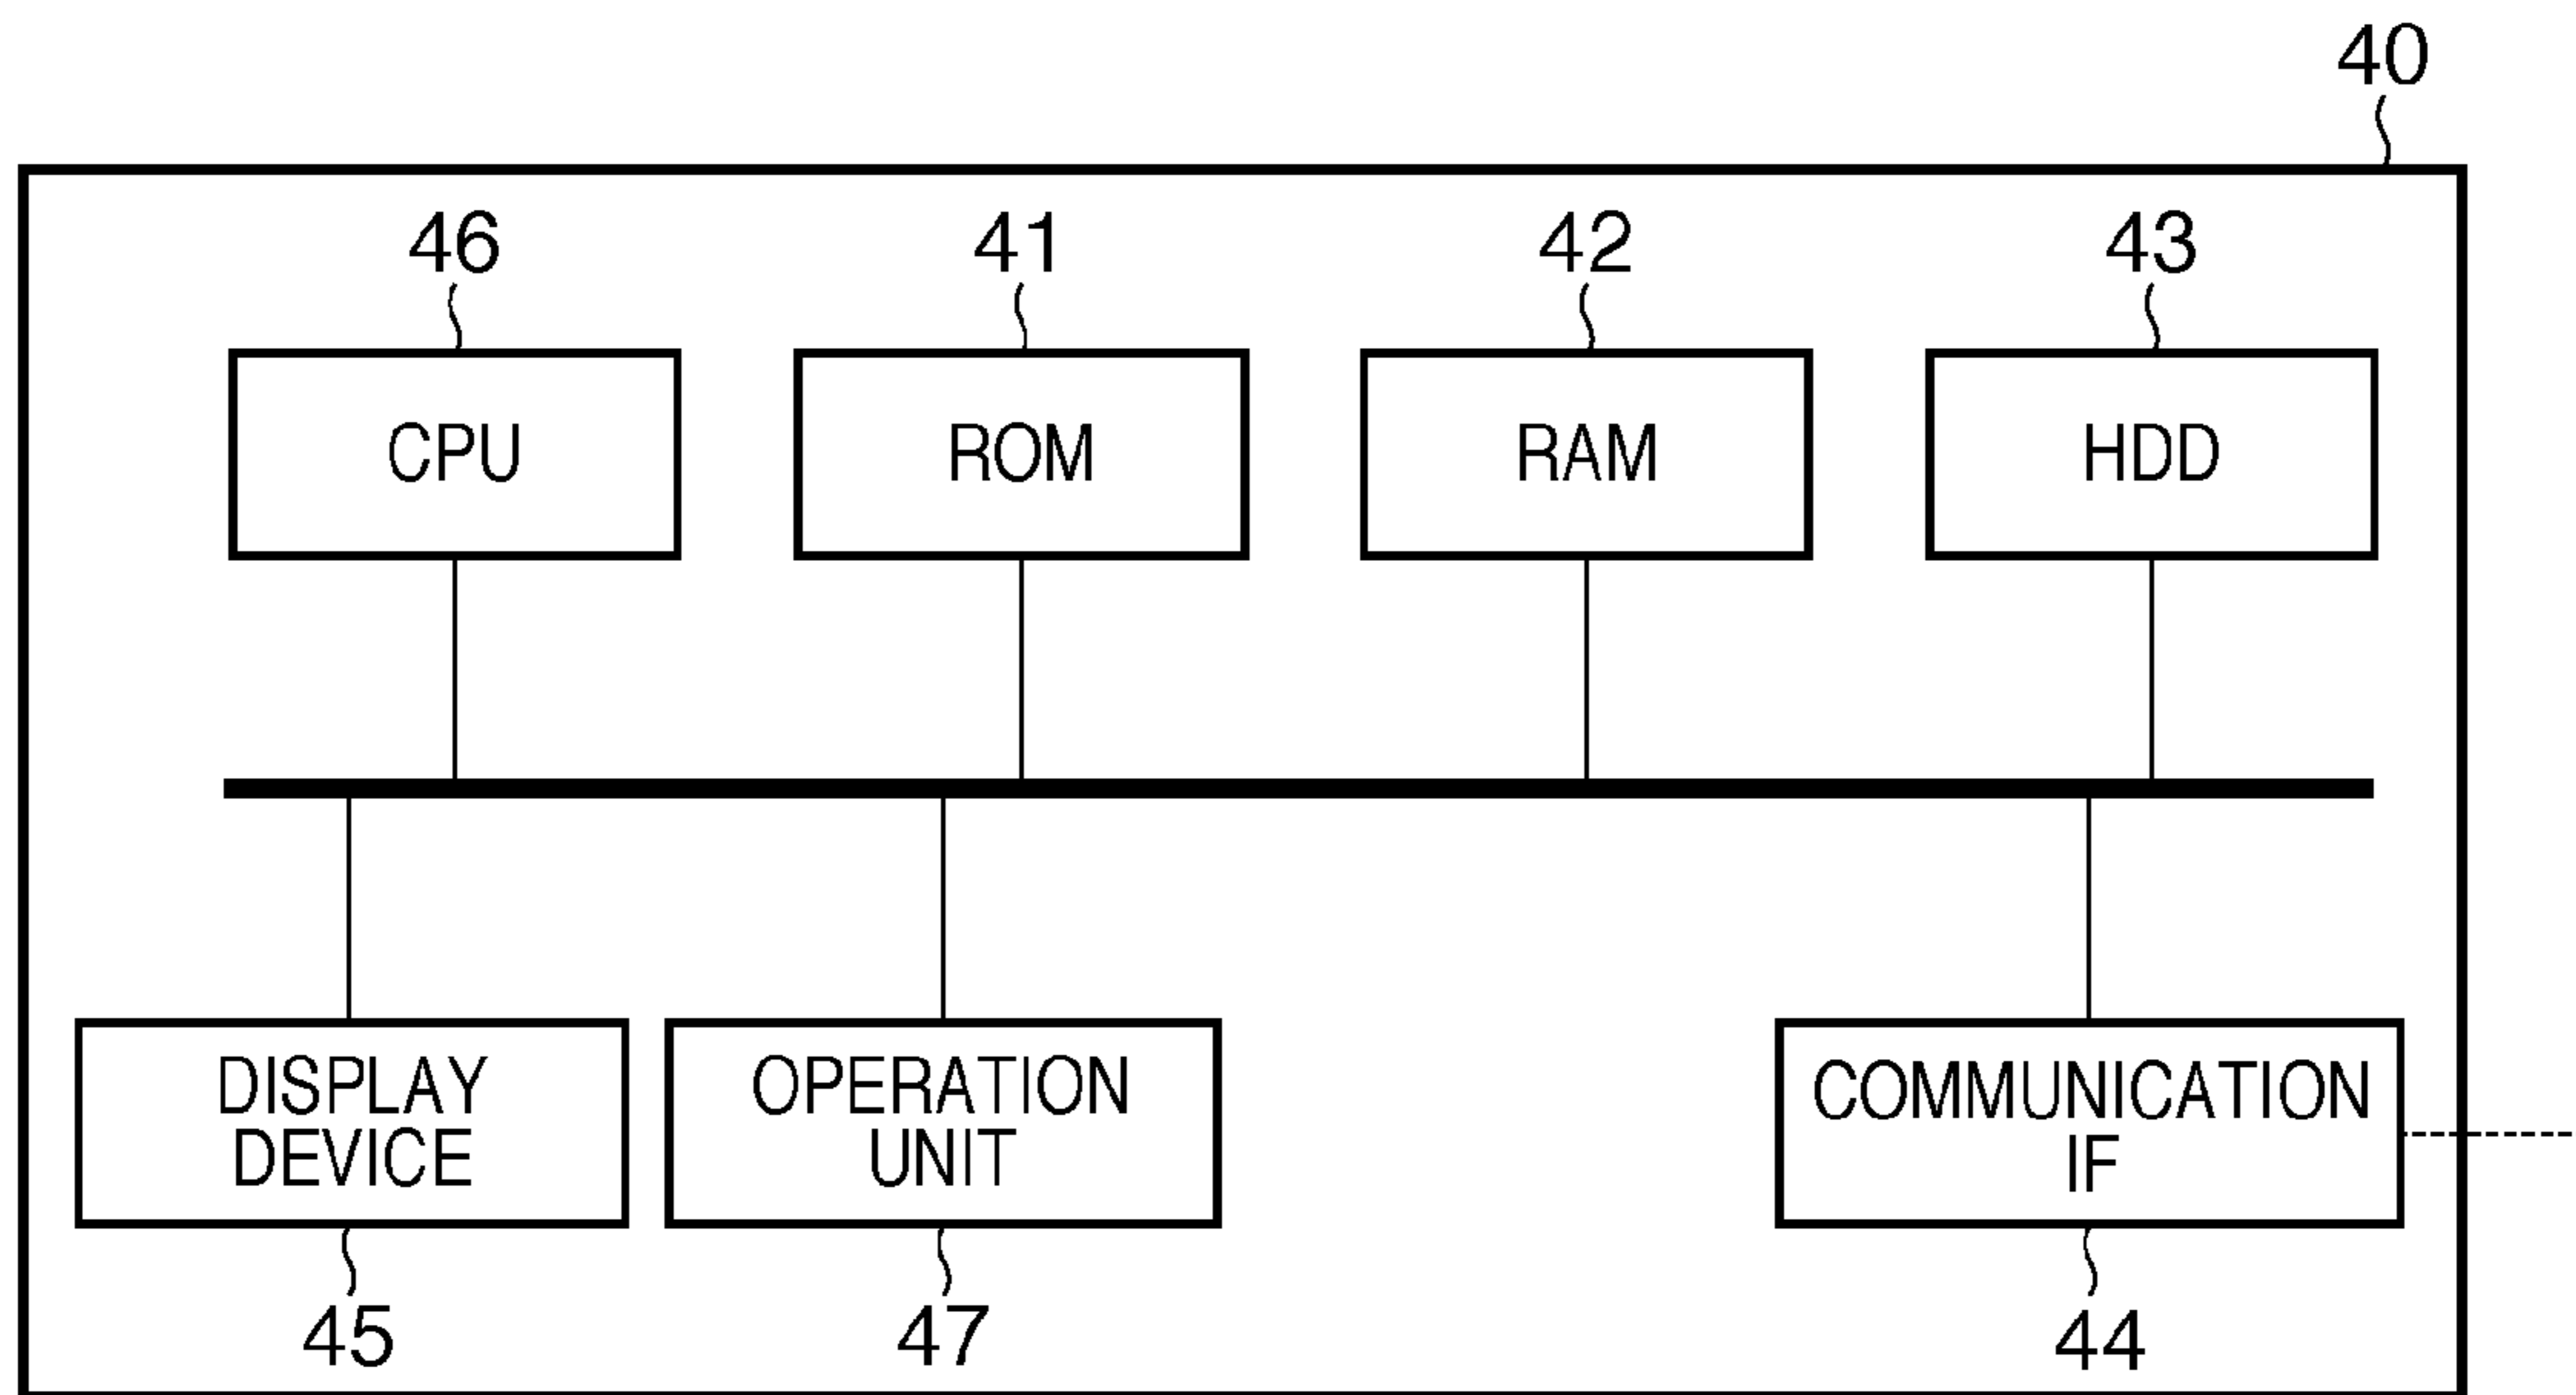 40
46
41
42
43
CPU
ROM
RAM
HDD
DISPLAY
DEVICE
OPERATION
UNIT
COMMUNICATION
IF
45
47
44